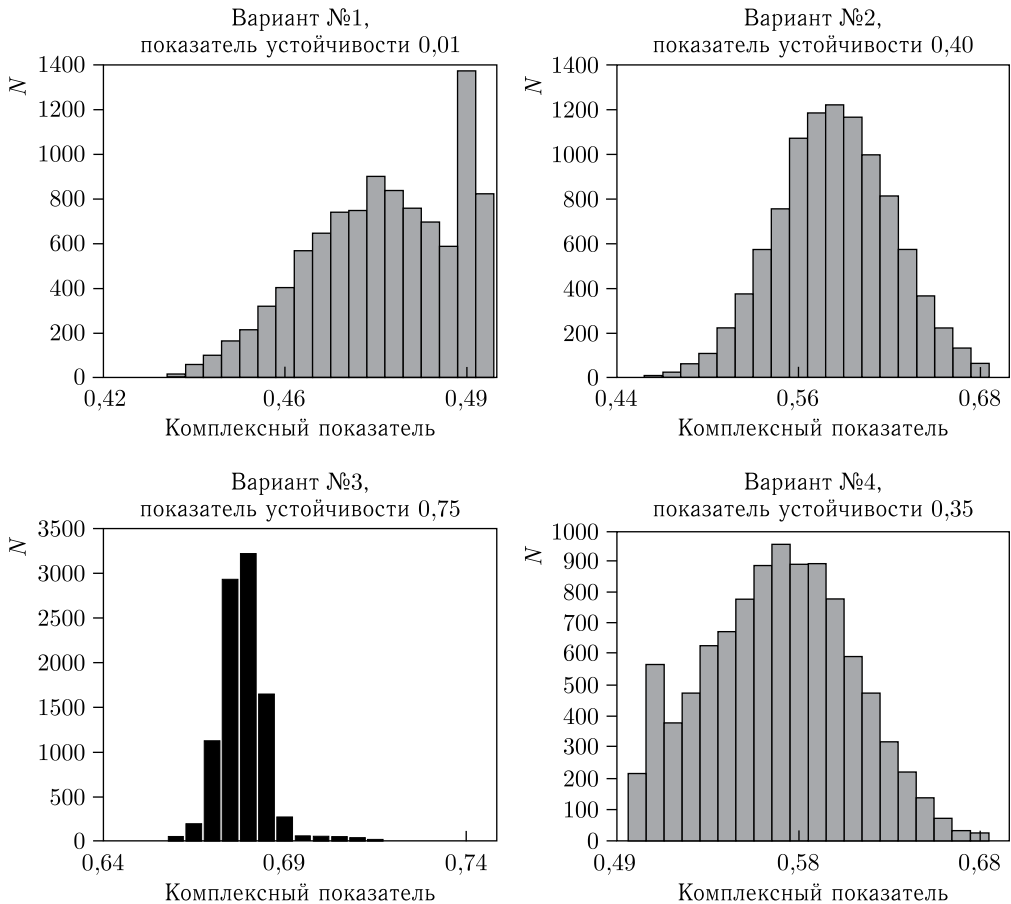 Вариант №1,
показатель устойчивости 0,01
N
1400
1200
1000
800
600
400
200
0
0,42 0,46 0,49
Комплексный показатель
Вариант №2,
показатель устойчивости 0,40
N
1400
1200
1000
800
600
400
200
0
0,44 0,56 0,68
Комплексный показатель
Вариант №3,
показатель устойчивости 0,75
N
3500
3000
2500
2000
1500
1000
500
0
0,64 0,69 0,74
Комплексный показатель
Вариант №4,
показатель устойчивости 0,35
N
1000
900
800
700
600
500
400
300
200
100
0
0,49 0,58 0,68
Комплексный показатель